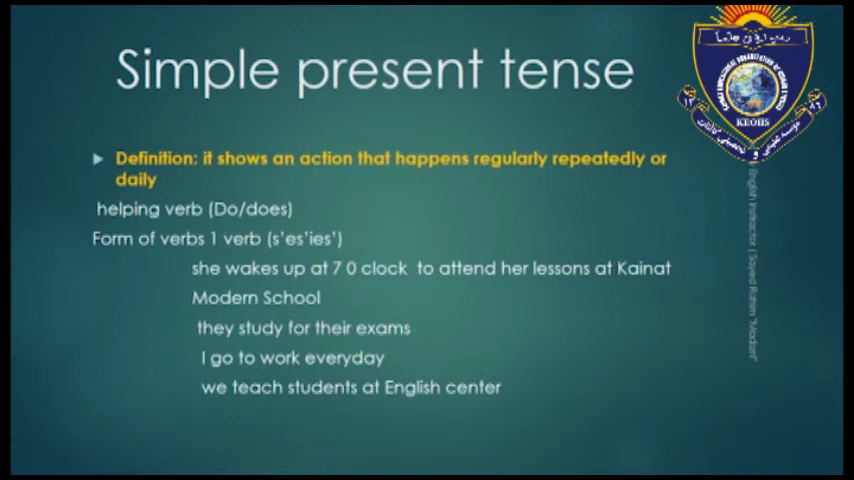 Simple present tense
Definition: it shows an action that happens regularly repeatedly or
daily
helping verb (Do/does)
Form of verbs 1 verb (s'es'ies')
she wakes up at 7 0 clock to attend her lessons at Kainat
Modern School
they study for their exams
I go to work everyday
we teach students at English center
KEOHS
English Instructor